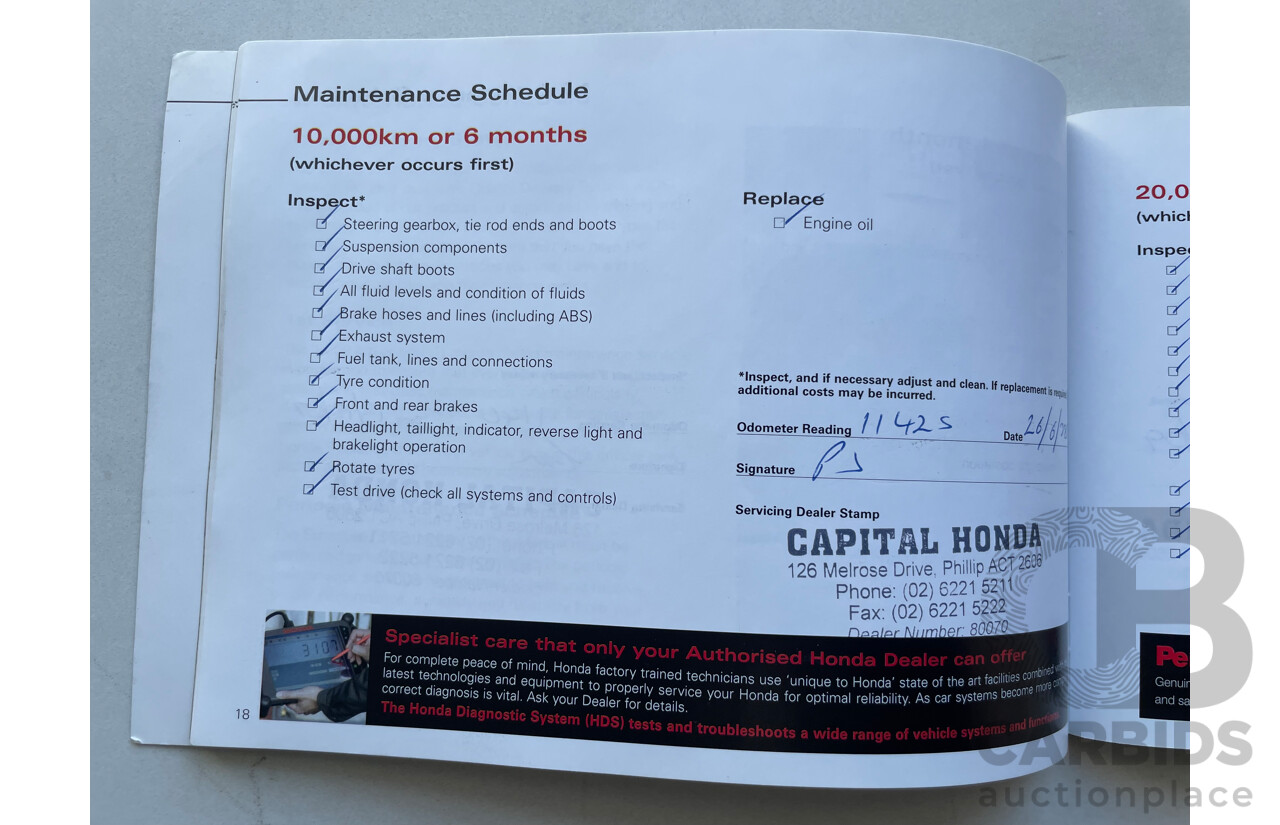 Maintenance Schedule
10,000km or 6 months
(whichever occurs first)
Inspect*
Steering gearbox, tie rod ends and boots
Suspension components
Drive shaft boots
All fluid levels and condition of fluids
Brake hoses and lines (including ABS)
Exhaust system
Fuel tank, lines and connections
Tyre condition
Front and rear brakes
Headlight, taillight, indicator, reverse light and
brakelight operation
Rotate tyres
Test drive (check all systems and controls)
Replace
Engine oil
*Inspect, and if necessary adjust and clean. If replacement is
additional costs may be incurred.
Odometer Reading 11425 Date 26/6/
Signature
Servicing Dealer Stamp
CAPITAL HONDA
126 Melrose Drive, Phillip ACT 2606
Phone: (02) 6221 5211
Fax: (02) 6221 5222
Dealer Number: 80070
3107
Specialist care that only your Authorised Honda Dealer can offer
For complete peace of mind, Honda factory trained technicians use 'unique to Honda' state of the art facilities combined
latest technologies and equipment to properly service your Honda for optimal reliability. As car systems become more
correct diagnosis is vital. Ask your Dealer for details.
The Honda Diagnostic System (HDS) tests and troubleshoots a wide range of vehicle systems and functions
18
20,0
(whic
Inspe
Pe
Genui
and sa
CARBIDS
auctionplace